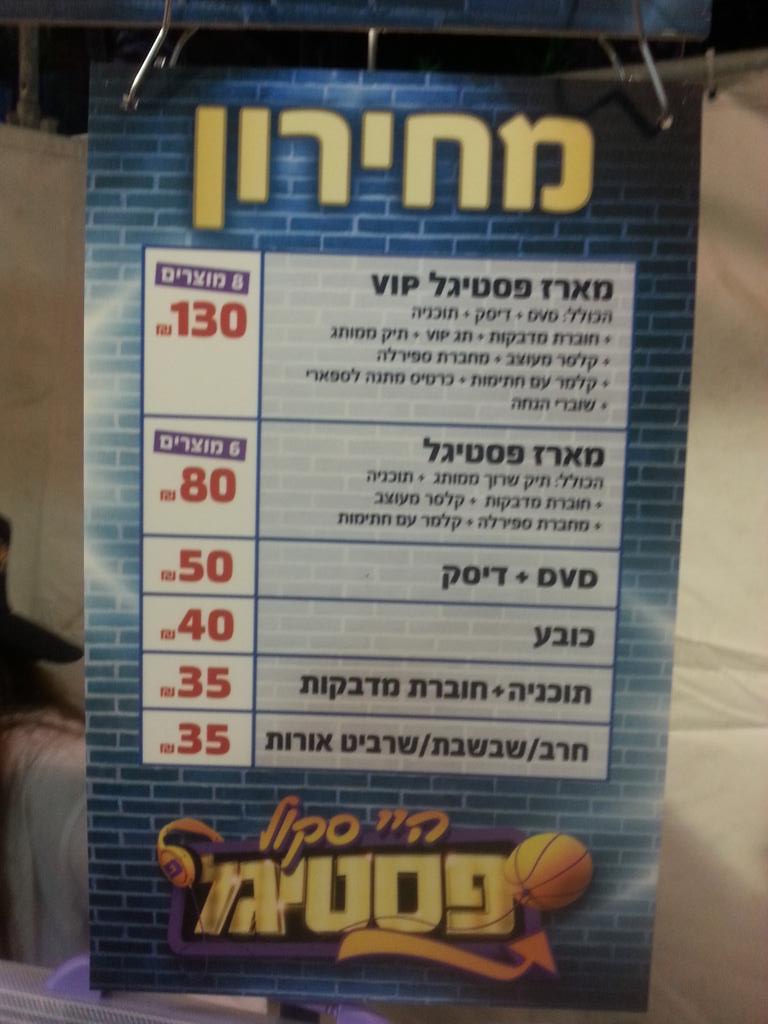 מחירון
מארז פסטיגל VIP
הכולל: DVD + דיסק + תוכניה
+ חוברת מדבקות + תג VIP + תיק ממותג
+ קלסר מעוצב + מחברת ספירלה
+ קלמר עם חתימות + כרטיס מתנה לספארי
+ שוברי הנחה
8 מוצרים
130 ₪
מארז פסטיגל
הכולל: תיק שרוך ממותג + תוכניה
+ חוברת מדבקות + קלסר מעוצב
+ מחברת ספירלה + קלמר עם חתימות
6 מוצרים
80 ₪
DVD + דיסק
50 ₪
כובע
40 ₪
תוכניה+חוברת מדבקות
35 ₪
חרב/שבשבת/שרביט אורות
35 ₪
היי סקול
פסטיגל